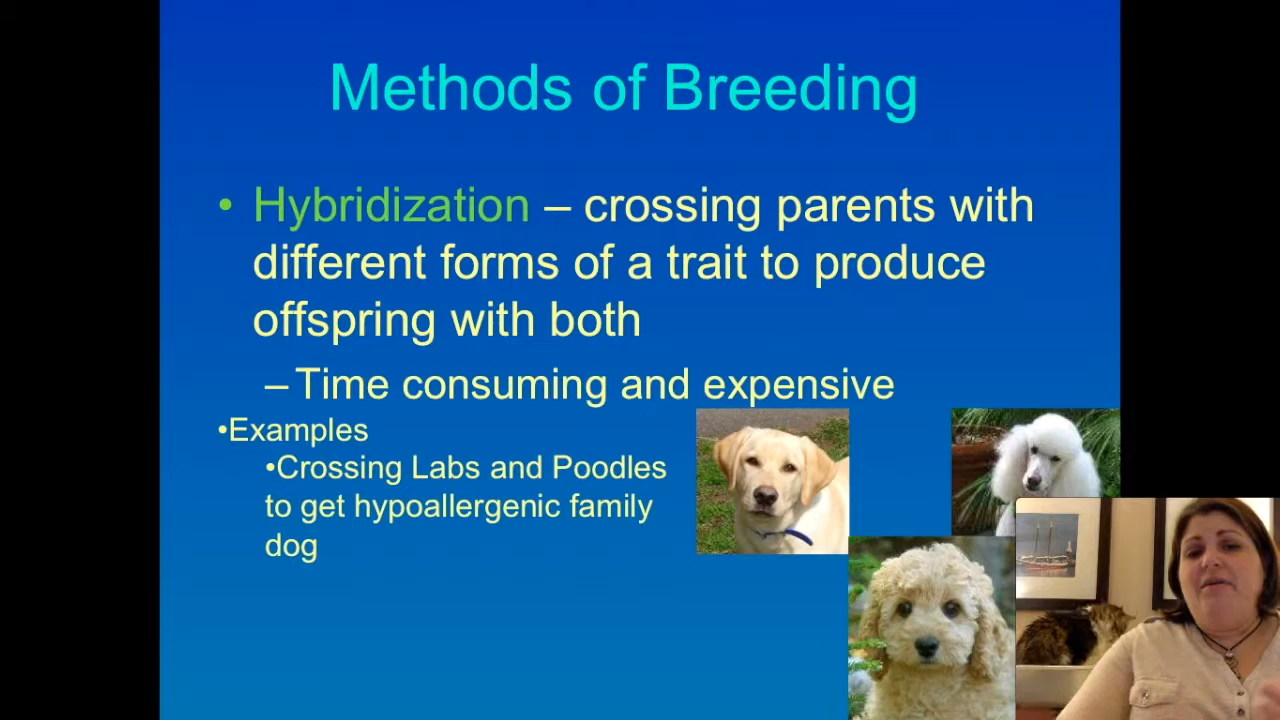 Methods of Breeding
• Hybridization – crossing parents with
different forms of a trait to produce
offspring with both
– Time consuming and expensive
•Examples
•Crossing Labs and Poodles
to get hypoallergenic family
dog